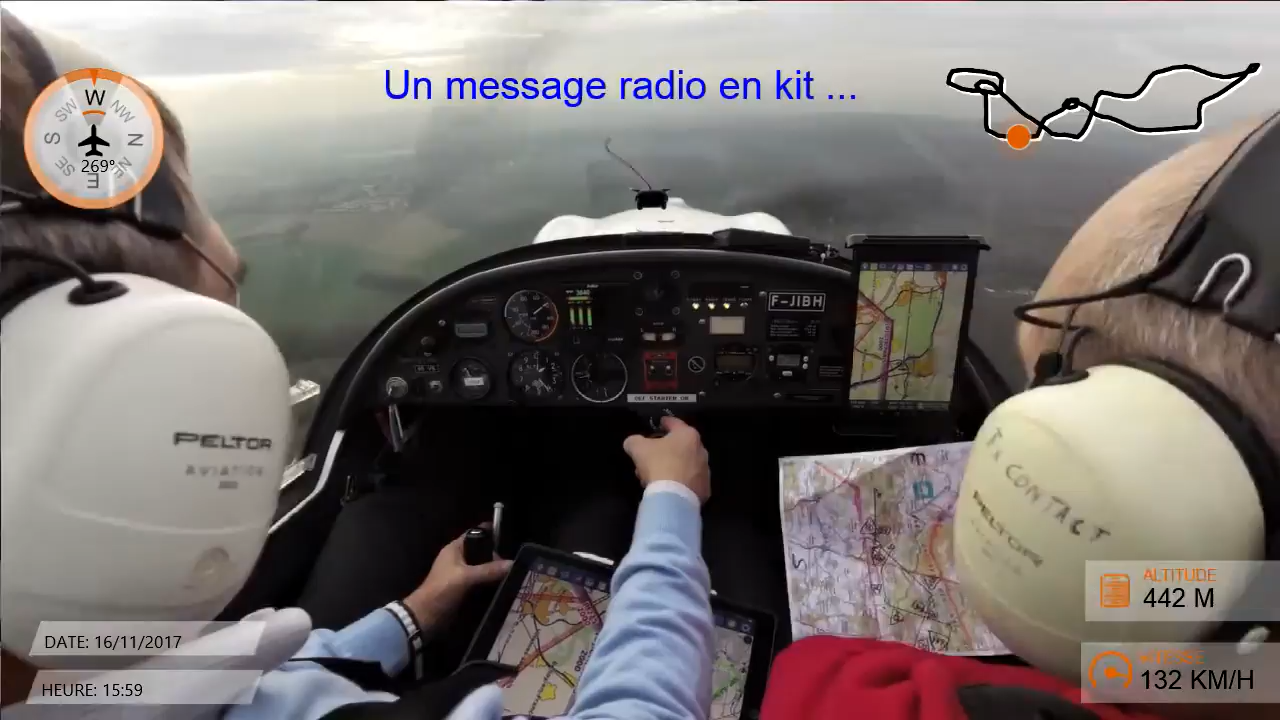 Un message radio en kit ...
W
SW
NW
S
N
269°
SE
NE
E
F-JIBH
PELTOR
AVIATION
TX CONTACT
PELTOR
2000
ALTITUDE
442 M
VITESSE
132 KM/H
DATE: 16/11/2017
HEURE: 15:59